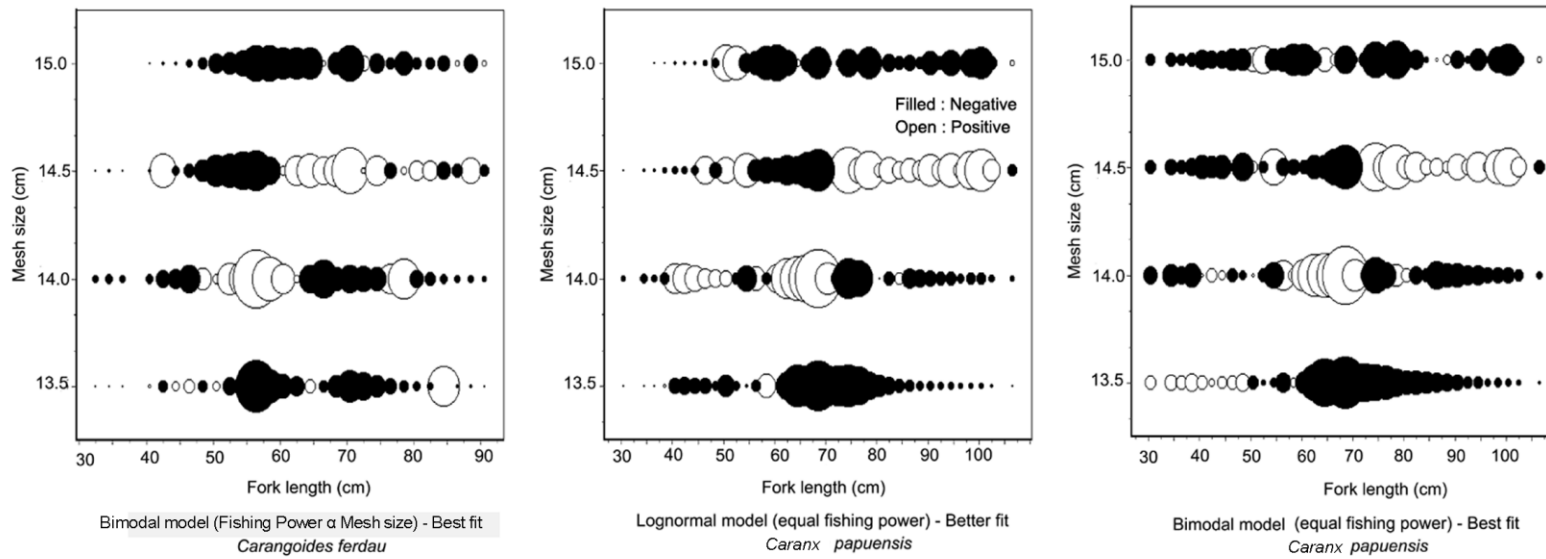 15.0
14.5
14.0
13.5
Mesh size (cm)
30 40 50 60 70 80 90
Fork length (cm)
Bimodal model (Fishing Power α Mesh size) - Best fit
Carangoides ferdau
15.0
14.5
14.0
13.5
Mesh size (cm)
Filled : Negative
Open : Positive
30 40 50 60 70 80 90 100
Fork length (cm)
Lognormal model (equal fishing power) - Better fit
Caranx papuensis
15.0
14.5
14.0
13.5
Mesh size (cm)
30 40 50 60 70 80 90 100
Fork length (cm)
Bimodal model (equal fishing power) - Best fit
Caranx papuensis